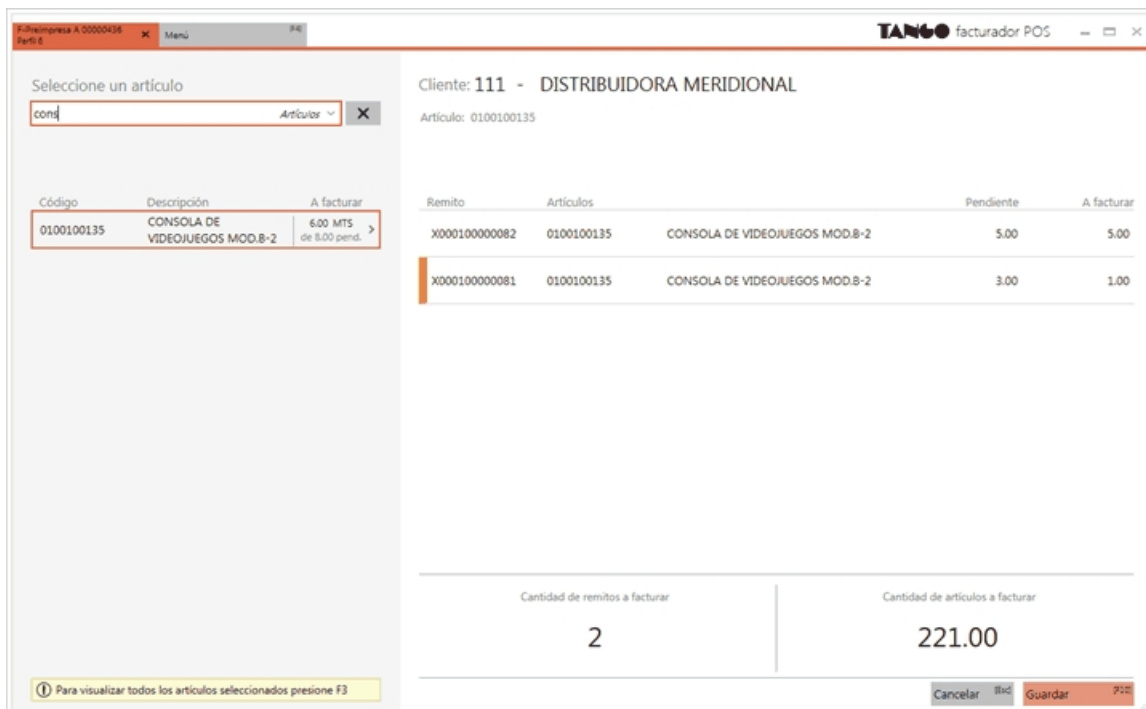 F-Preimpresa A 00000436
Perfil 6
Menú
TANGO facturador POS
Seleccione un artículo
cons
Artículos
Código Descripción A facturar
0100100135 CONSOLA DE VIDEOJUEGOS MOD.B-2 6.00 MTS de 8.00 pend.
Para visualizar todos los artículos seleccionados presione F3
Cliente: 111 - DISTRIBUIDORA MERIDIONAL
Artículo: 0100100135
Remito Artículos Pendiente A facturar
X000100000082 0100100135 CONSOLA DE VIDEOJUEGOS MOD.B-2 5.00 5.00
X000100000081 0100100135 CONSOLA DE VIDEOJUEGOS MOD.B-2 3.00 1.00
Cantidad de remitos a facturar
2
Cantidad de artículos a facturar
221.00
Cancelar [Esc] Guardar